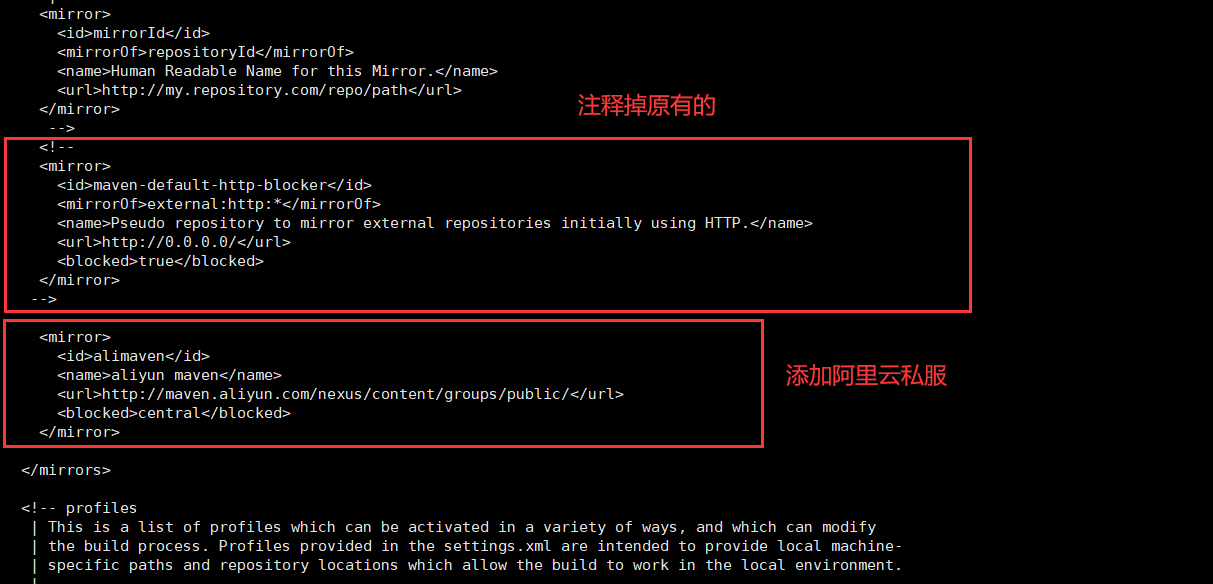 <mirror>
<id>mirrorId</id>
<mirrorOf>repositoryId</mirrorOf>
<name>Human Readable Name for this Mirror.</name>
<url>http://my.repository.com/repo/path</url>
</mirror>
注释掉原有的
-->
<!--
<mirror>
<id>maven-default-http-blocker</id>
<mirrorOf>external:http:*</mirrorOf>
<name>Pseudo repository to mirror external repositories initially using HTTP.</name>
<url>http://0.0.0.0/</url>
<blocked>true</blocked>
</mirror>
-->
<mirror>
<id>alimaven</id>
<name>aliyun maven</name>
添加阿里云私服
<url>http://maven.aliyun.com/nexus/content/groups/public/</url>
<blocked>central</blocked>
</mirror>
</mirrors>
<!-- profiles
| This is a list of profiles which can be activated in a variety of ways, and which can modify
| the build process. Profiles provided in the settings.xml are intended to provide local machine-
| specific paths and repository locations which allow the build to work in the local environment.
|